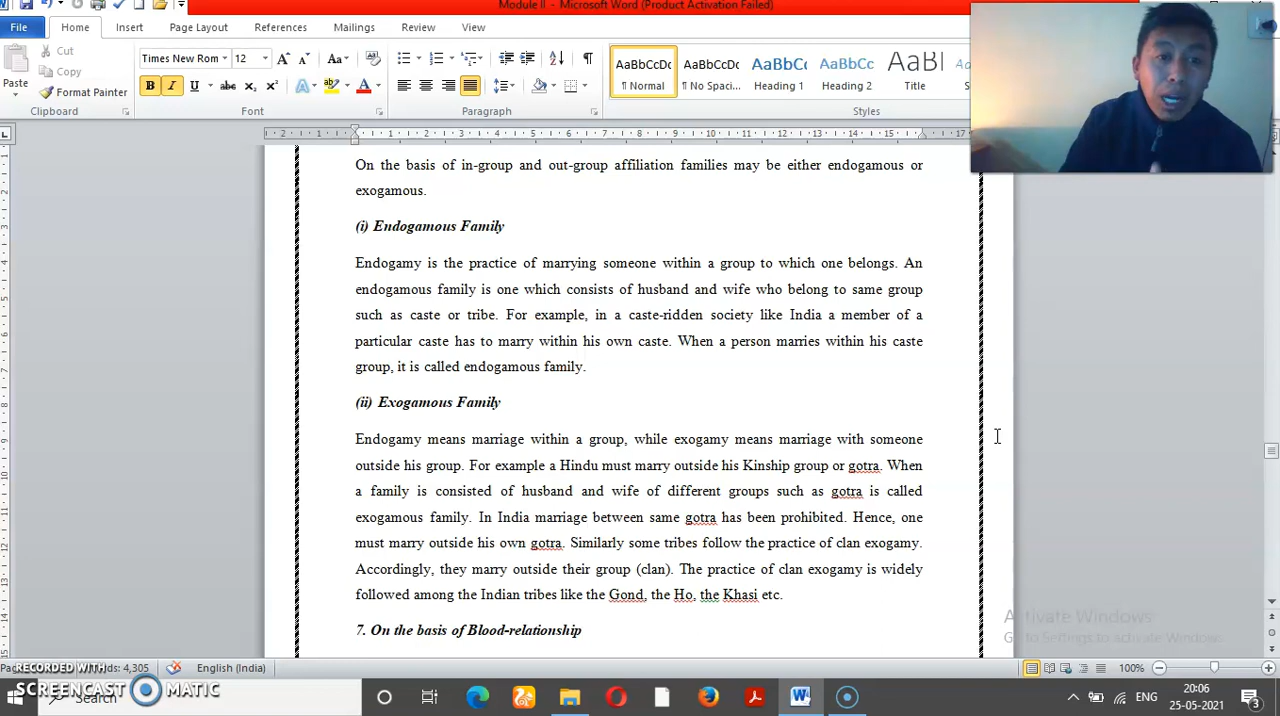 Module II - Microsoft Word (Product Activation Failed)
File Home Insert Page Layout References Mailings Review View
Cut
Copy
Format Painter
Paste
Times New Rom 12
AaBbCcDc AaBbCcDc AaBbCc AaBbCc AaBl
¶ Normal ¶ No Spaci... Heading 1 Heading 2 Title
Clipboard Font Paragraph Styles
On the basis of in-group and out-group affiliation families may be either endogamous or
exogamous.
(i) Endogamous Family
Endogamy is the practice of marrying someone within a group to which one belongs. An
endogamous family is one which consists of husband and wife who belong to same group
such as caste or tribe. For example, in a caste-ridden society like India a member of a
particular caste has to marry within his own caste. When a person marries within his caste
group, it is called endogamous family.
(ii) Exogamous Family
Endogamy means marriage within a group, while exogamy means marriage with someone
outside his group. For example a Hindu must marry outside his Kinship group or gotra. When
a family is consisted of husband and wife of different groups such as gotra is called
exogamous family. In India marriage between same gotra has been prohibited. Hence, one
must marry outside his own gotra. Similarly some tribes follow the practice of clan exogamy.
Accordingly, they marry outside their group (clan). The practice of clan exogamy is widely
followed among the Indian tribes like the Gond, the Ho, the Khasi etc.
7. On the basis of Blood-relationship
Activate Windows
Go to Settings to activate Windows.
4,305 English (India) 100%
RECORDED WITH
SCREENCAST MATIC
Search
ENG
20:06
25-05-2021
3